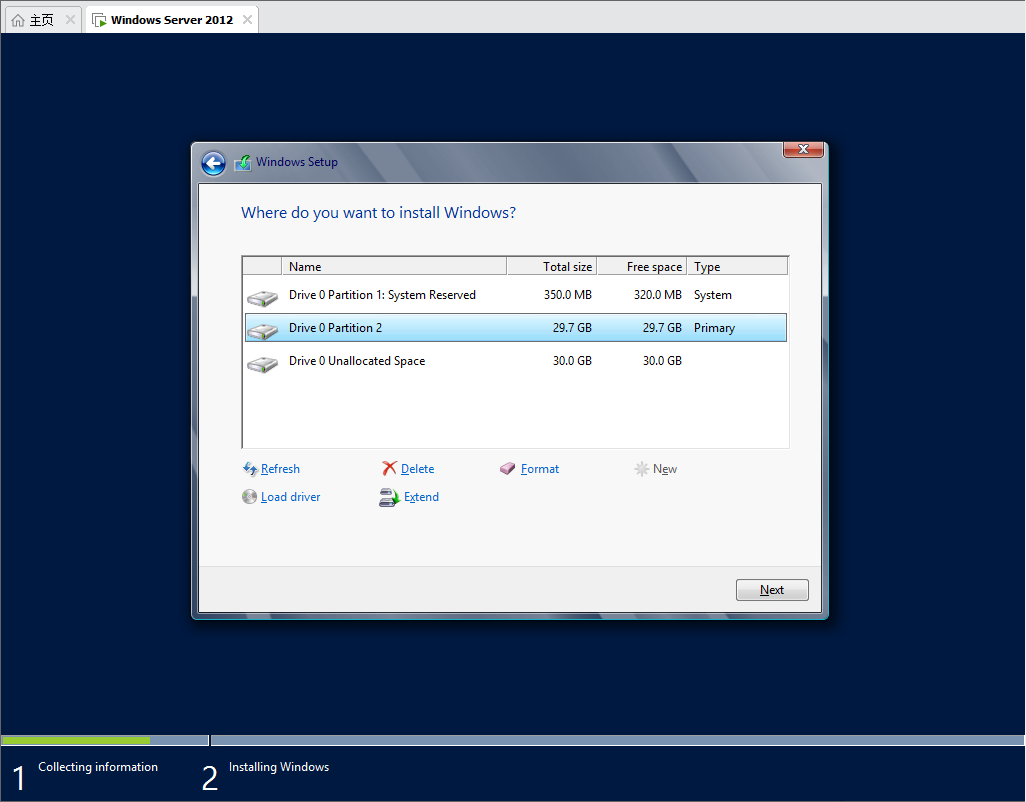 主页 Windows Server 2012
Windows Setup
Where do you want to install Windows?
Name Total size Free space Type
Drive 0 Partition 1: System Reserved 350.0 MB 320.0 MB System
Drive 0 Partition 2 29.7 GB 29.7 GB Primary
Drive 0 Unallocated Space 30.0 GB 30.0 GB
Refresh Delete Format New
Load driver Extend
Next
1 Collecting information 2 Installing Windows